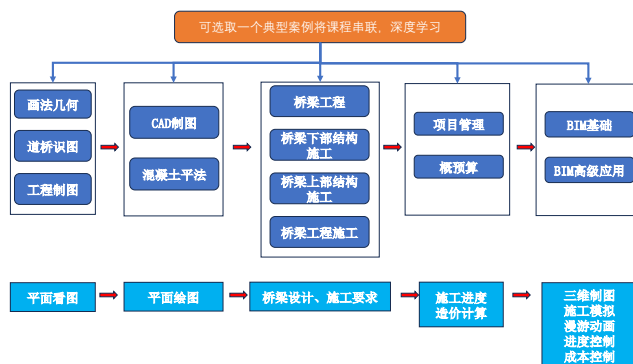 可选取一个典型案例将课程串联，深度学习
画法几何
道桥识图
工程制图
CAD制图
混凝土平法
桥梁工程
桥梁下部结构
施工
桥梁上部结构
施工
桥梁工程施工
项目管理
概预算
BIM基础
BIM高级应用
平面看图
平面绘图
桥梁设计、施工要求
施工进度
造价计算
三维制图
施工模拟
漫游动画
进度控制
成本控制